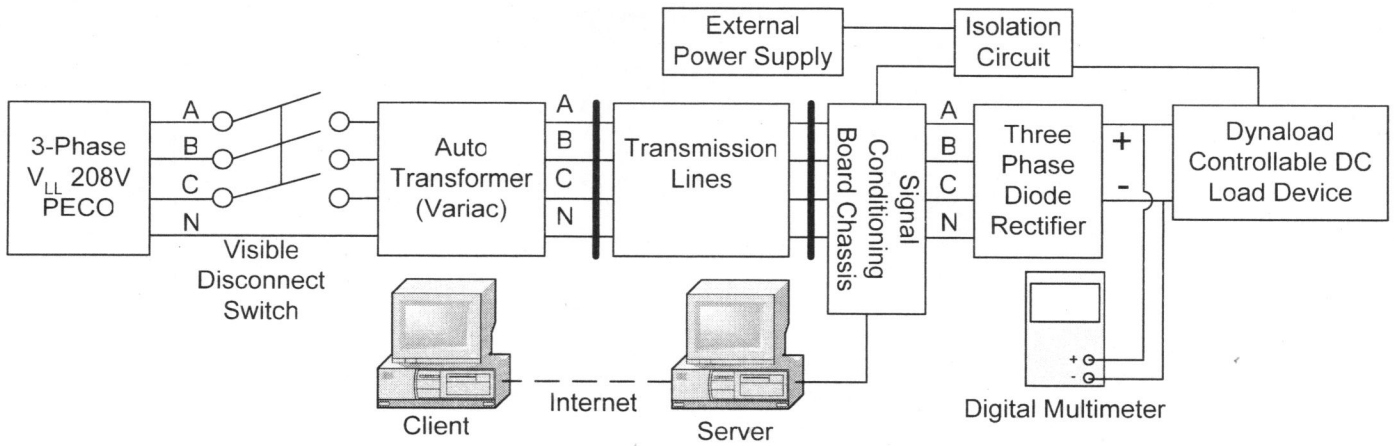 External
Power Supply
Isolation
Circuit
3-Phase
V_LL 208V
PECO
A
B
C
N
Visible
Disconnect
Switch
Auto
Transformer
(Variac)
A
B
C
N
Transmission
Lines
Signal
Conditioning
Board Chassis
A
B
C
N
Three
Phase
Diode
Rectifier
+
-
Dynaload
Controllable DC
Load Device
Client
Internet
Server
+
-
Digital Multimeter